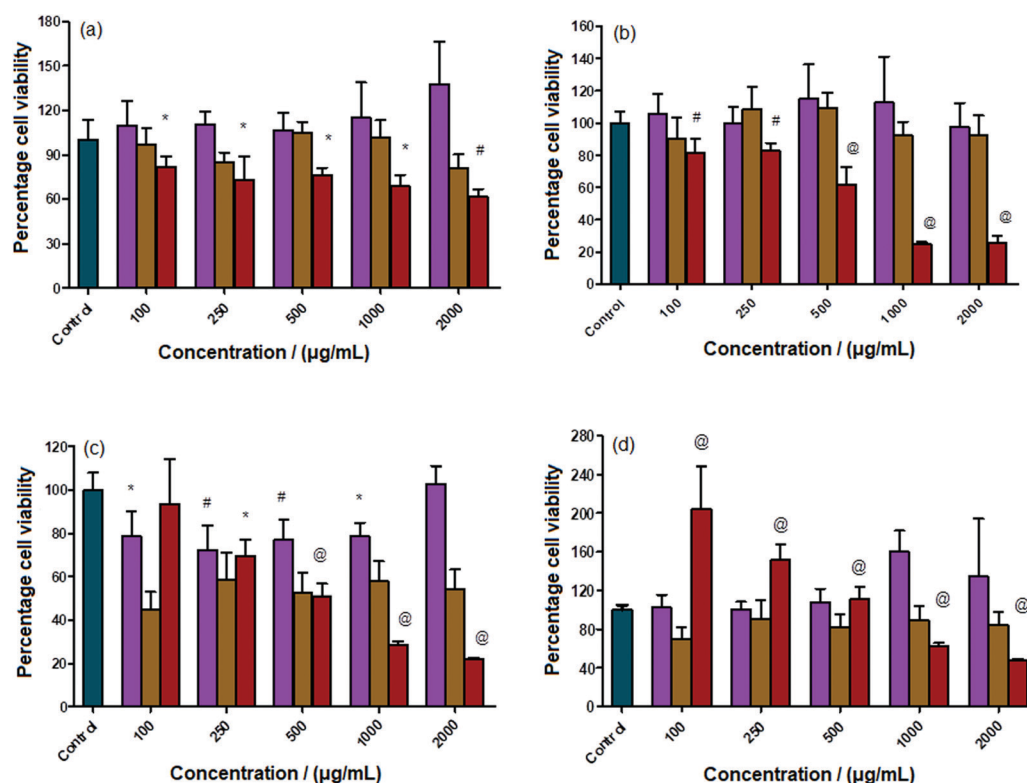 (a)
Percentage cell viability
180
150
120
90
60
30
0
* * * * #
Control 100 250 500 1000 2000
Concentration / (µg/mL)
(b)
Percentage cell viability
160
140
120
100
80
60
40
20
0
# # @ @ @
Control 100 250 500 1000 2000
Concentration / (µg/mL)
(c)
Percentage cell viability
120
100
80
60
40
20
0
* # * # @ * @ @
Control 100 250 500 1000 2000
Concentration / (µg/mL)
(d)
Percentage cell viability
280
240
200
160
120
80
40
0
@ @ @ @ @
Control 100 250 500 1000 2000
Concentration / (µg/mL)